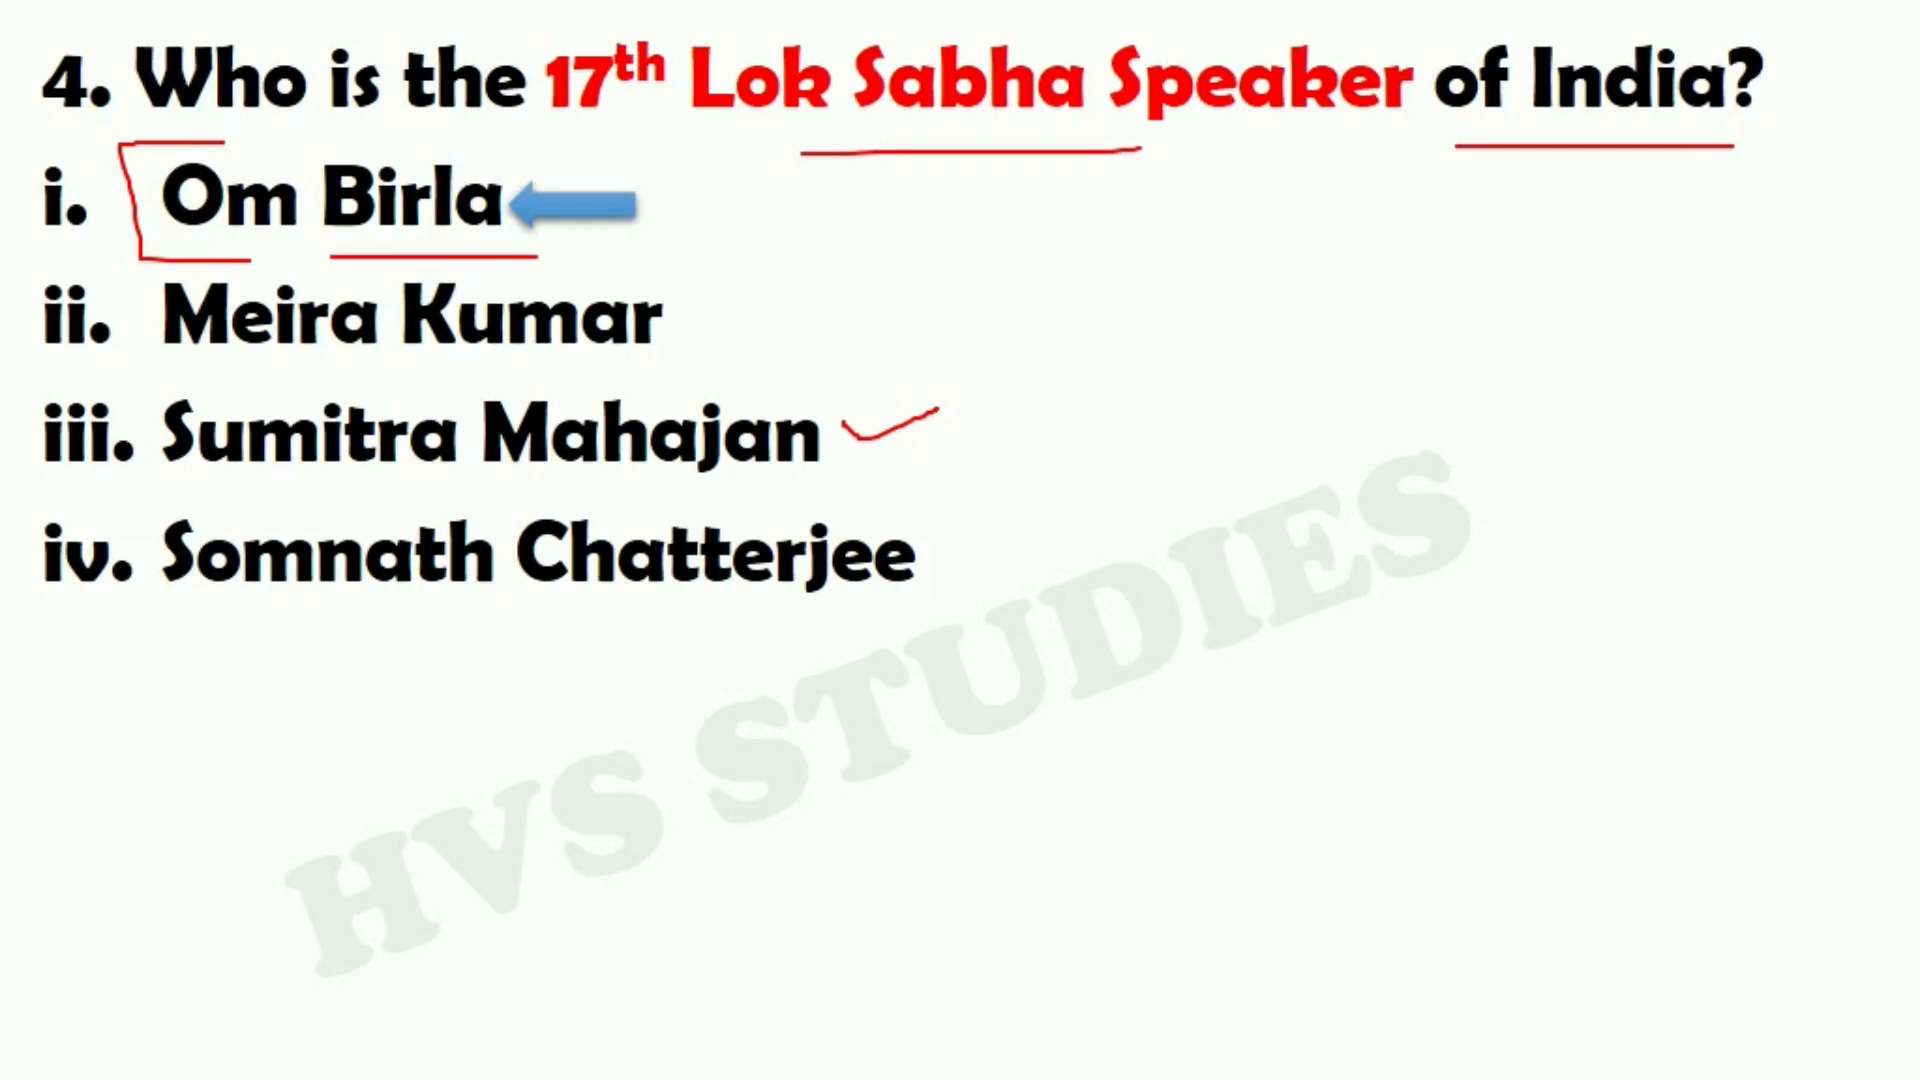 4. Who is the 17th Lok Sabha Speaker of India?
i. Om Birla
ii. Meira Kumar
iii. Sumitra Mahajan
iv. Somnath Chatterjee
HVS STUDIES